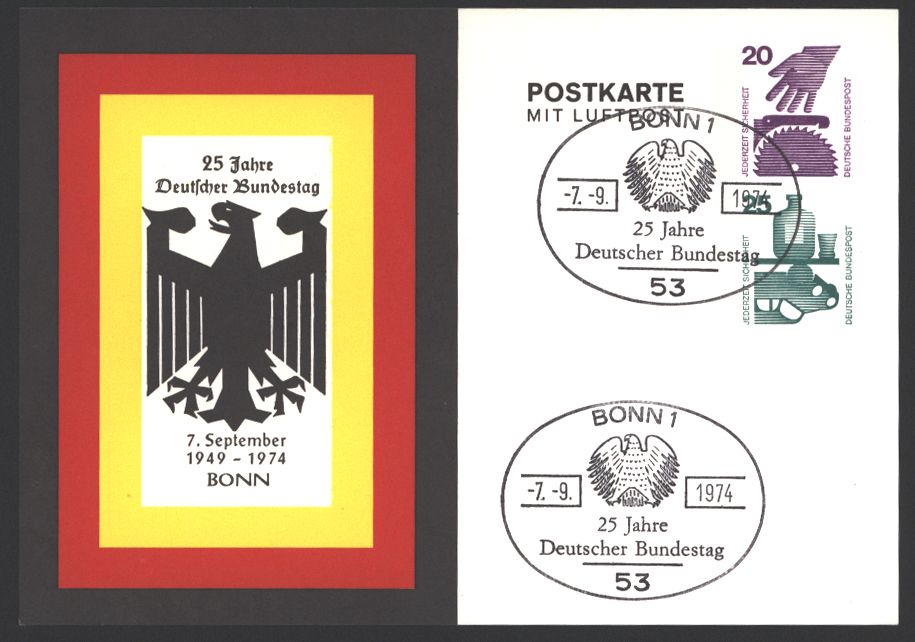 25 Jahre
Deutscher Bundestag
7. September
1949 - 1974
BONN
POSTKARTE
MIT LUFTPOST
20
JEDERZEIT SICHERHEIT
DEUTSCHE BUNDESPOST
25
JEDERZEIT SICHERHEIT
DEUTSCHE BUNDESPOST
BONN 1
-7. -9.
1974
25 Jahre
Deutscher Bundestag
53
BONN 1
-7. -9.
1974
25 Jahre
Deutscher Bundestag
53